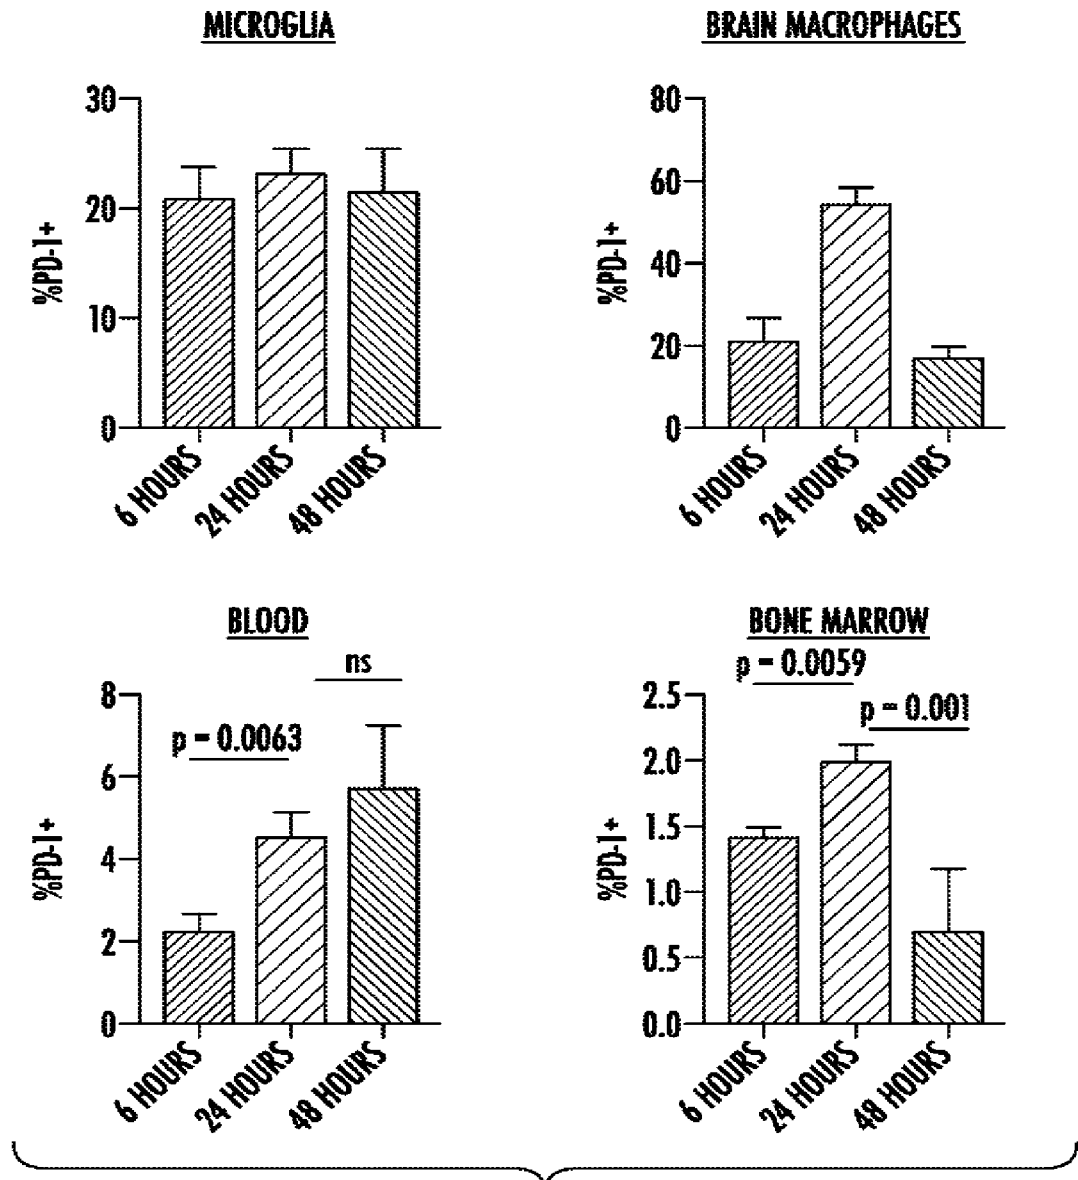 MICROGLIA
%PD-1+
30
20
10
0
6 HOURS
24 HOURS
48 HOURS
BRAIN MACROPHAGES
%PD-1+
80
60
40
20
0
6 HOURS
24 HOURS
48 HOURS
BLOOD
ns
p = 0.0063
%PD-1+
8
6
4
2
0
6 HOURS
24 HOURS
48 HOURS
BONE MARROW
p = 0.0059
p = 0.001
%PD-1+
2.5
2.0
1.5
1.0
0.5
0.0
6 HOURS
24 HOURS
48 HOURS